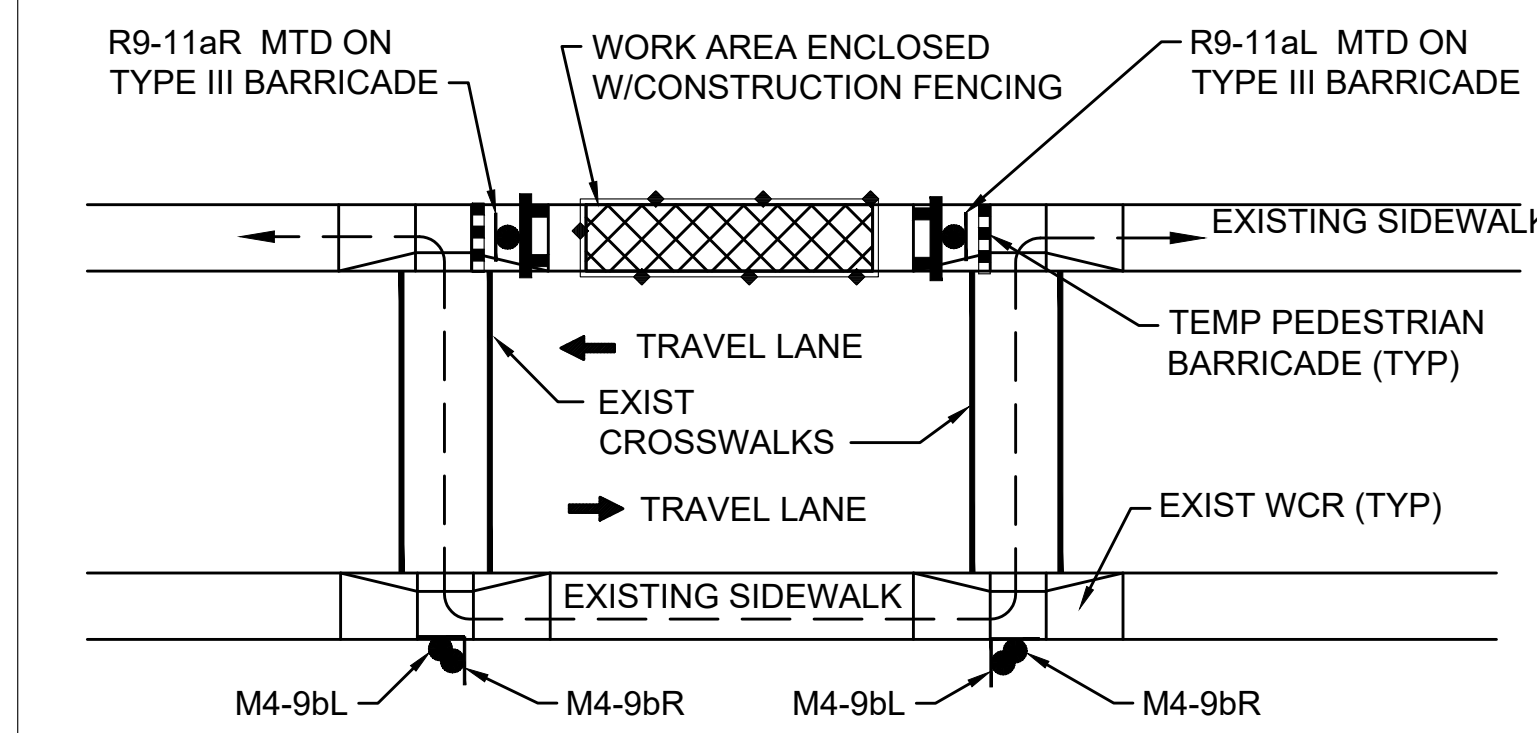 R9-11aR MTD ON
TYPE III BARRICADE
WORK AREA ENCLOSED
W/CONSTRUCTION FENCING
R9-11aL MTD ON
TYPE III BARRICADE
EXISTING SIDEWALK
TRAVEL LANE
TEMP PEDESTRIAN
BARRICADE (TYP)
EXIST
CROSSWALKS
TRAVEL LANE
EXIST WCR (TYP)
EXISTING SIDEWALK
M4-9bL
M4-9bR
M4-9bL
M4-9bR